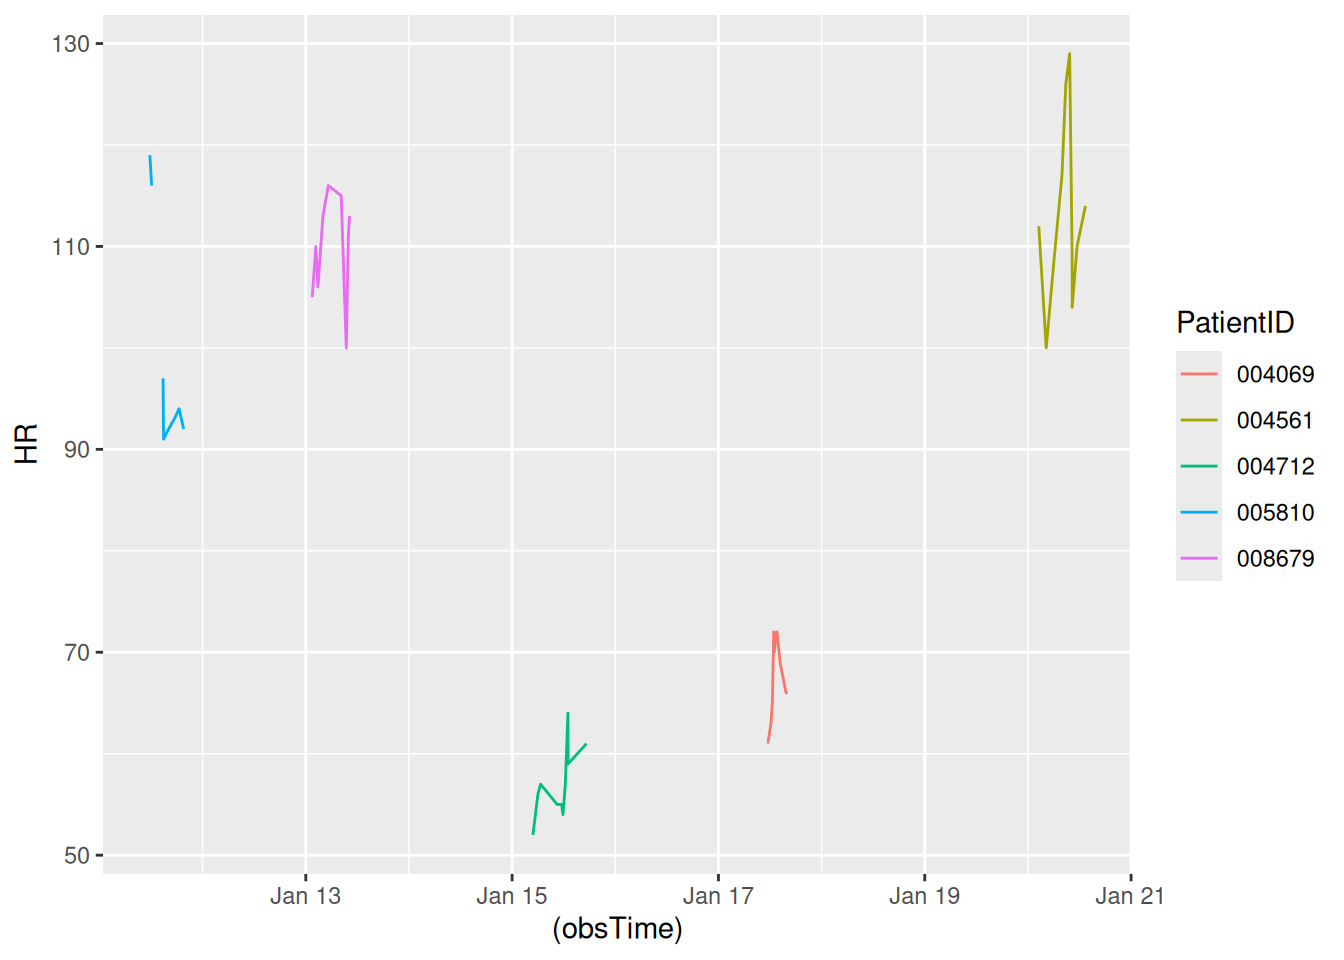 130
110
90
70
50
HR
Jan 13
Jan 15
Jan 17
Jan 19
Jan 21
(obsTime)
PatientID
004069
004561
004712
005810
008679